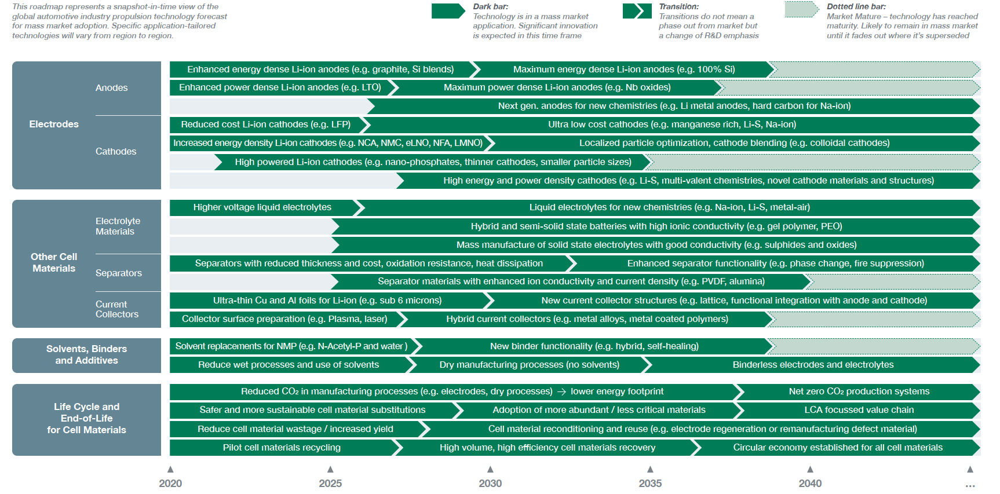 This roadmap represents a snapshot-in-time view of the
global automotive industry propulsion technology forecast
for mass market adoption. Specific application-tailored
technologies will vary from region to region.
Dark bar:
Technology is in a mass market
application. Significant innovation
is expected in this time frame
Transition:
Transitions do not mean a
phase out from market but
a change of R&D emphasis
Dotted line bar:
Market Mature – technology has reached
maturity. Likely to remain in mass market
until it fades out where it's superseded
Electrodes
Anodes
Enhanced energy dense Li-ion anodes (e.g. graphite, Si blends)
Maximum energy dense Li-ion anodes (e.g. 100% Si)
Enhanced power dense Li-ion anodes (e.g. LTO)
Maximum power dense Li-ion anodes (e.g. Nb oxides)
Next gen. anodes for new chemistries (e.g. Li metal anodes, hard carbon for Na-ion)
Cathodes
Reduced cost Li-ion cathodes (e.g. LFP)
Ultra low cost cathodes (e.g. manganese rich, Li-S, Na-ion)
Increased energy density Li-ion cathodes (e.g. NCA, NMC, eLNO, NFA, LMNO)
Localized particle optimization, cathode blending (e.g. colloidal cathodes)
High powered Li-ion cathodes (e.g. nano-phosphates, thinner cathodes, smaller particle sizes)
High energy and power density cathodes (e.g. Li-S, multi-valent chemistries, novel cathode materials and structures)
Other Cell
Materials
Electrolyte
Materials
Higher voltage liquid electrolytes
Liquid electrolytes for new chemistries (e.g. Na-ion, Li-S, metal-air)
Hybrid and semi-solid state batteries with high ionic conductivity (e.g. gel polymer, PEO)
Mass manufacture of solid state electrolytes with good conductivity (e.g. sulphides and oxides)
Separators
Separators with reduced thickness and cost, oxidation resistance, heat dissipation
Enhanced separator functionality (e.g. phase change, fire suppression)
Separator materials with enhanced ion conductivity and current density (e.g. PVDF, alumina)
Current
Collectors
Ultra-thin Cu and Al foils for Li-ion (e.g. sub 6 microns)
New current collector structures (e.g. lattice, functional integration with anode and cathode)
Collector surface preparation (e.g. Plasma, laser)
Hybrid current collectors (e.g. metal alloys, metal coated polymers)
Solvents, Binders
and Additives
Solvent replacements for NMP (e.g. N-Acetyl-P and water )
New binder functionality (e.g. hybrid, self-healing)
Reduce wet processes and use of solvents
Dry manufacturing processes (no solvents)
Binderless electrodes and electrolytes
Life Cycle and
End-of-Life
for Cell Materials
Reduced CO₂ in manufacturing processes (e.g. electrodes, dry processes) → lower energy footprint
Net zero CO₂ production systems
Safer and more sustainable cell material substitutions
Adoption of more abundant / less critical materials
LCA focussed value chain
Reduce cell material wastage / increased yield
Cell material reconditioning and reuse (e.g. electrode regeneration or remanufacturing defect material)
Pilot cell materials recycling
High volume, high efficiency cell materials recovery
Circular economy established for all cell materials
2020
2025
2030
2035
2040
...